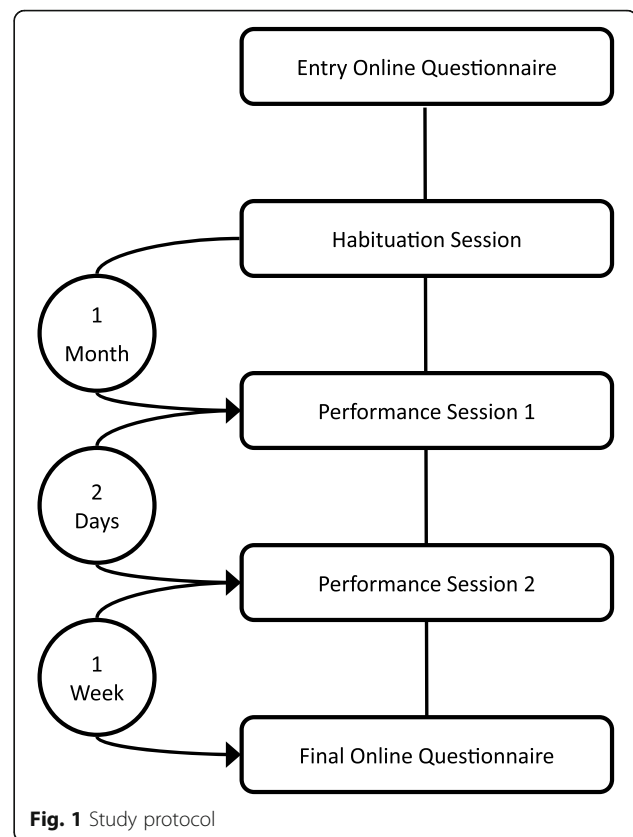 Entry Online Questionnaire
Habituation Session
1
Month
Performance Session 1
2
Days
Performance Session 2
1
Week
Final Online Questionnaire
Fig. 1 Study protocol